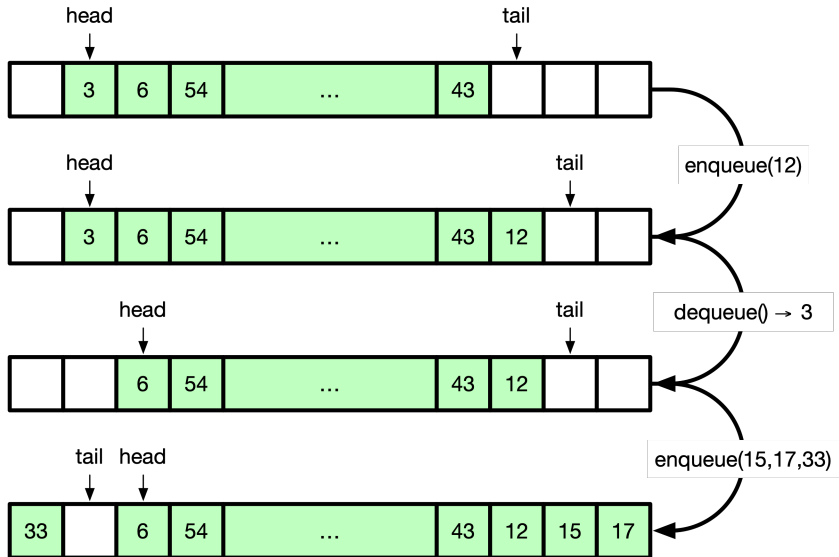 head tail
3 6 54 ... 43
enqueue(12)
head tail
3 6 54 ... 43 12
dequeue() → 3
head tail
6 54 ... 43 12
enqueue(15,17,33)
tail head
33 6 54 ... 43 12 15 17